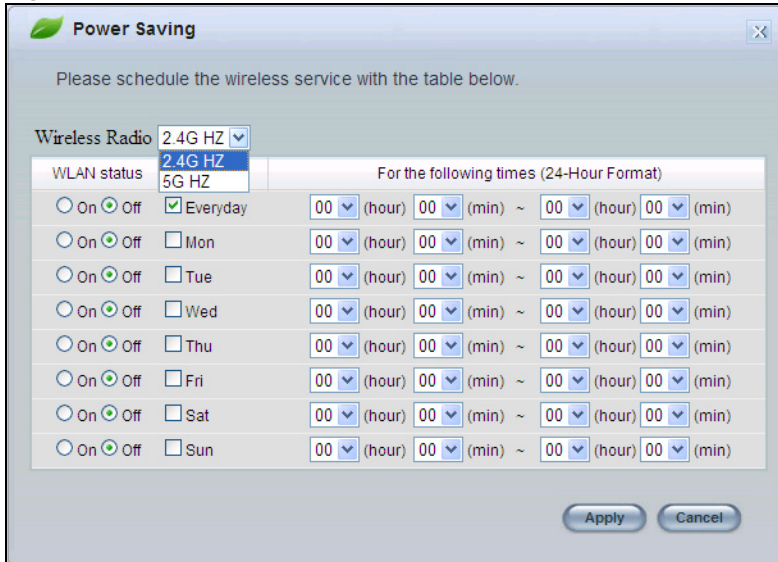 Power Saving
Please schedule the wireless service with the table below.
Wireless Radio 2.4G HZ
2.4G HZ
5G HZ
WLAN status For the following times (24-Hour Format)
On Off Everyday 00 (hour) 00 (min) ~ 00 (hour) 00 (min)
On Off Mon 00 (hour) 00 (min) ~ 00 (hour) 00 (min)
On Off Tue 00 (hour) 00 (min) ~ 00 (hour) 00 (min)
On Off Wed 00 (hour) 00 (min) ~ 00 (hour) 00 (min)
On Off Thu 00 (hour) 00 (min) ~ 00 (hour) 00 (min)
On Off Fri 00 (hour) 00 (min) ~ 00 (hour) 00 (min)
On Off Sat 00 (hour) 00 (min) ~ 00 (hour) 00 (min)
On Off Sun 00 (hour) 00 (min) ~ 00 (hour) 00 (min)
Apply Cancel